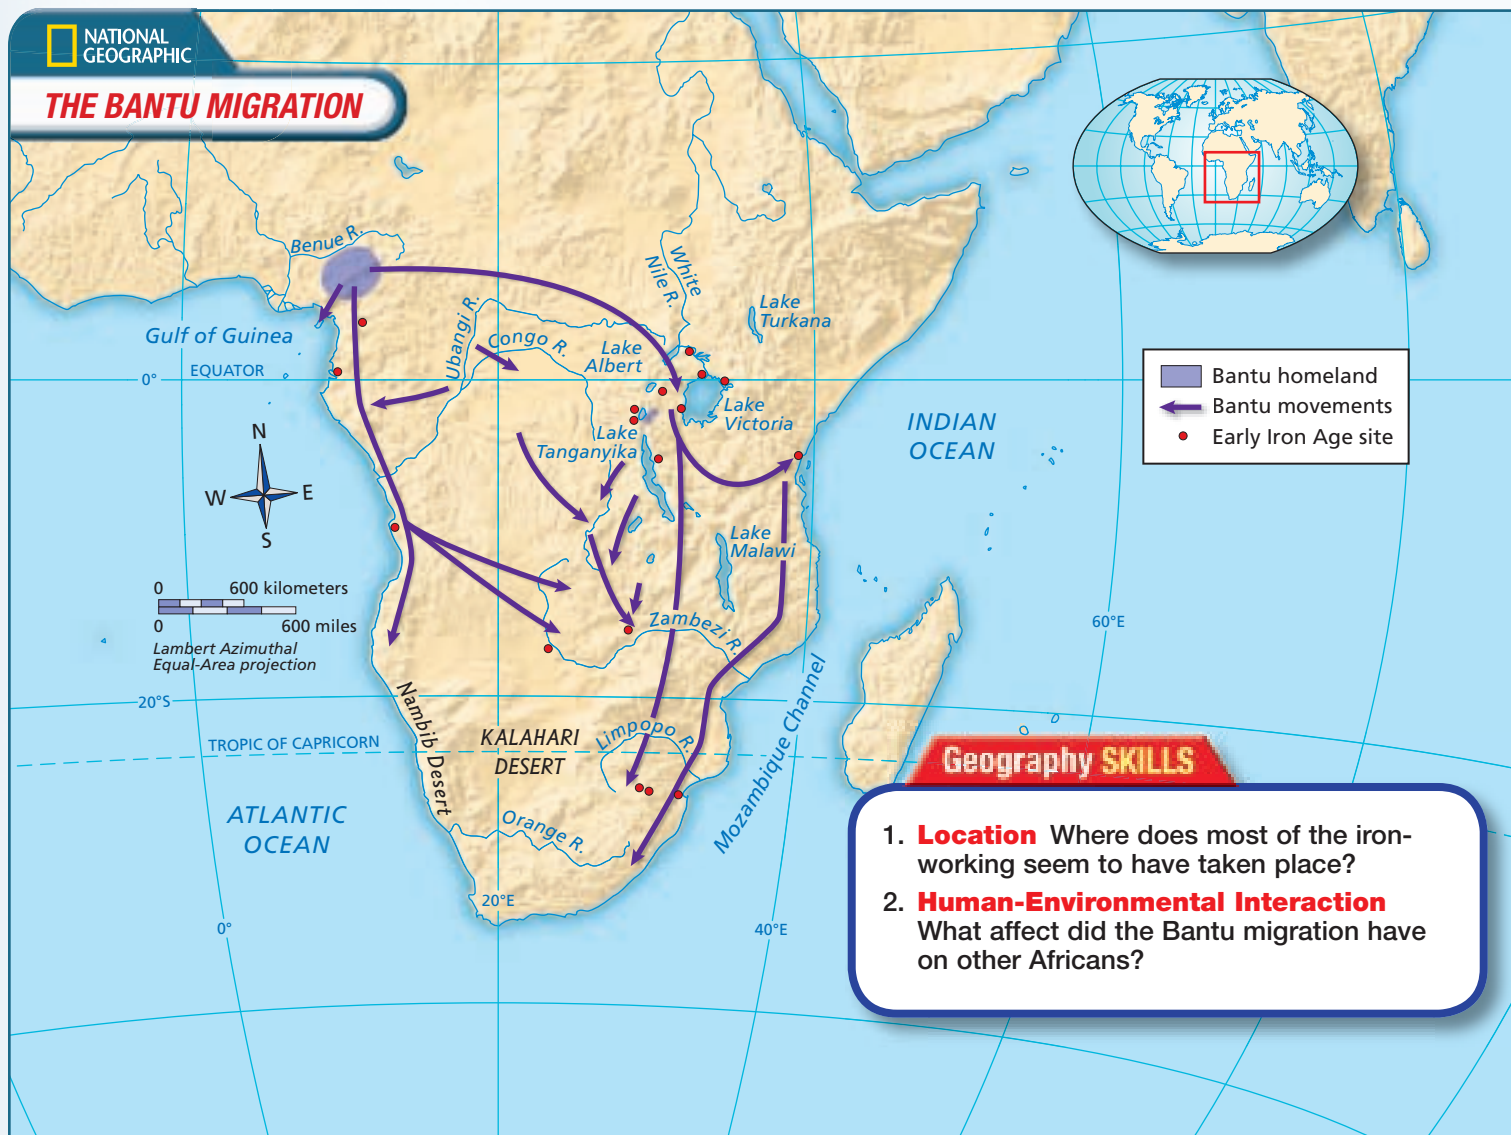 NATIONAL
GEOGRAPHIC
THE BANTU MIGRATION
Benue R.
White
Nile R.
Lake
Turkana
Gulf of Guinea
Ubangi R.
Congo R.
Lake
Albert
0°
EQUATOR
Lake
Victoria
Lake
Tanganyika
INDIAN
OCEAN
Bantu homeland
Bantu movements
Early Iron Age site
N
W
E
S
Lake
Malawi
0
600 kilometers
0
600 miles
Lambert Azimuthal
Equal-Area projection
Zambezi R.
60°E
20°S
Nambib Desert
Mozambique Channel
TROPIC OF CAPRICORN
KALAHARI
DESERT
Limpopo R.
ATLANTIC
OCEAN
Orange R.
20°E
0°
40°E
Geography SKILLS
1. Location Where does most of the iron-
working seem to have taken place?
2. Human-Environmental Interaction
What affect did the Bantu migration have
on other Africans?